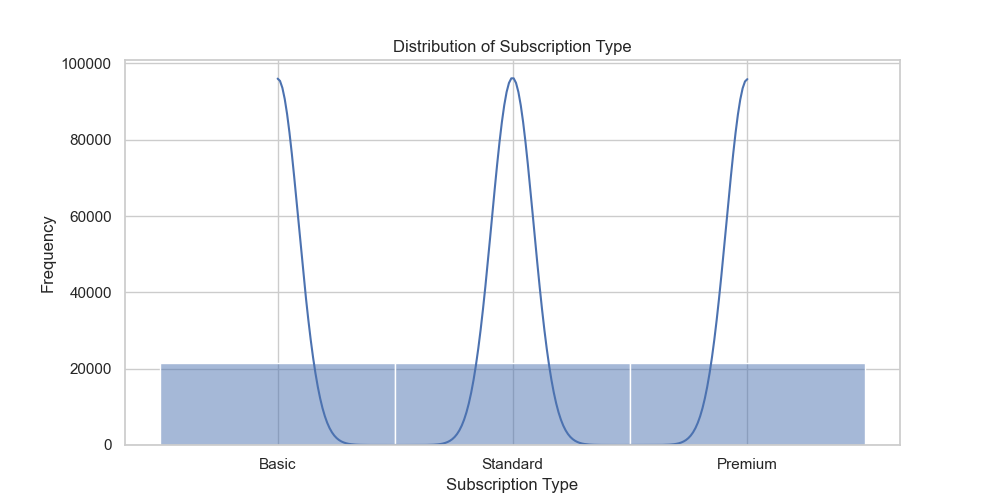 Distribution of Subscription Type
100000
80000
60000
40000
20000
0
Frequency
Basic Standard Premium
Subscription Type